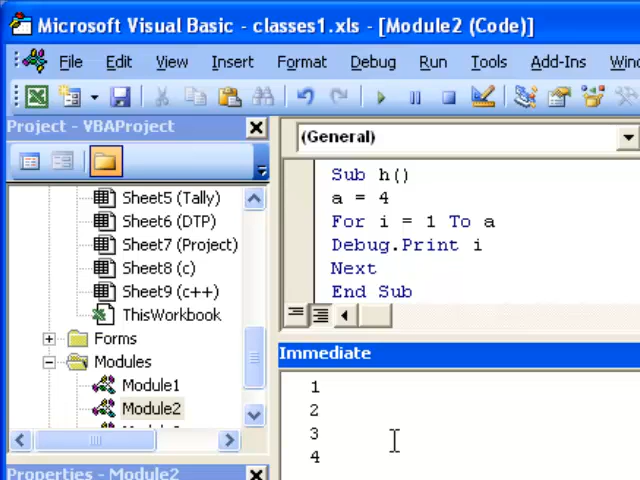 Microsoft Visual Basic - classes1.xls - [Module2 (Code)]
File Edit View Insert Format Debug Run Tools Add-Ins Wind
Project - VBAProject
Sheet5 (Tally)
Sheet6 (DTP)
Sheet7 (Project)
Sheet8 (c)
Sheet9 (c++)
ThisWorkbook
Forms
Modules
Module1
Module2
Properties - Module2
(General)
Sub h()
a = 4
For i = 1 To a
Debug.Print i
Next
End Sub
Immediate
1
2
3
4